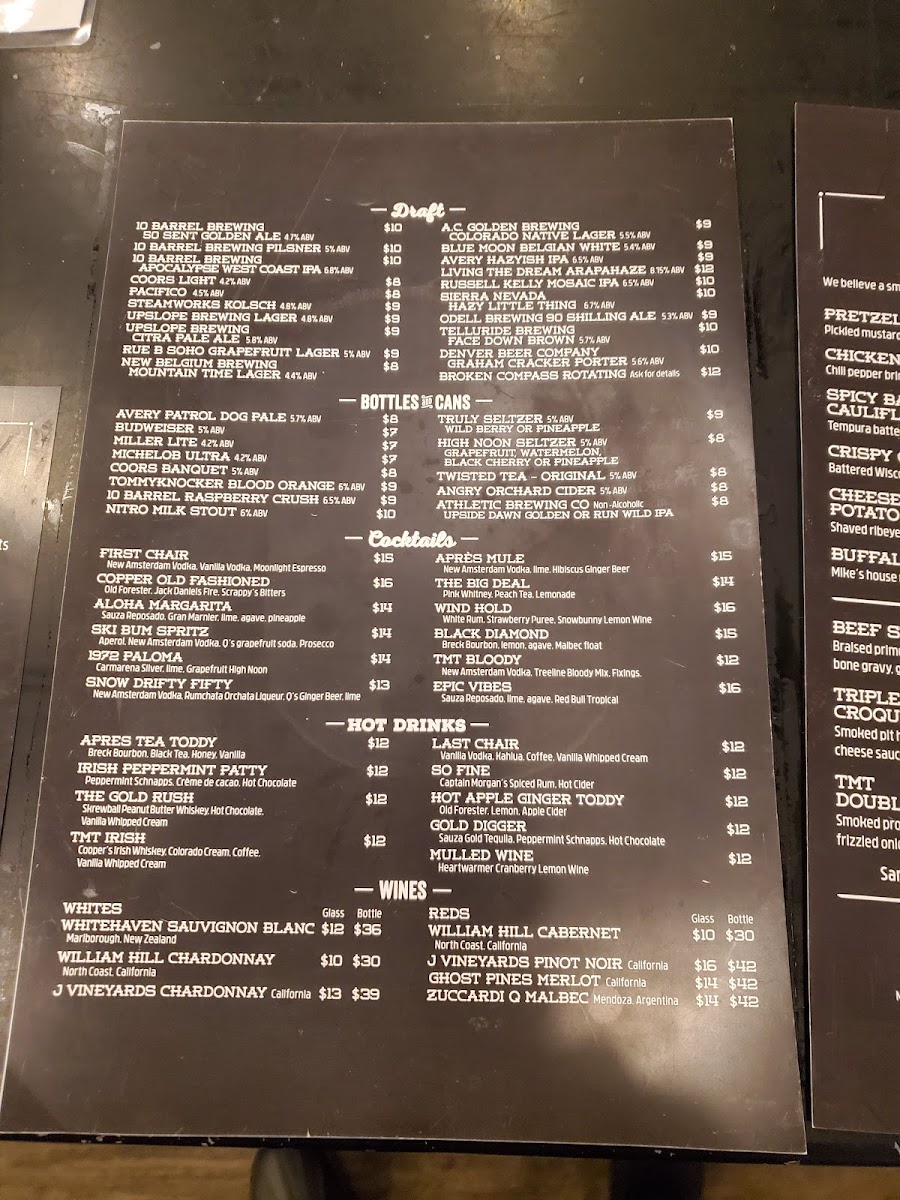 Draft
10 BARREL BREWING $10
SO SENT GOLDEN ALE 4.7% ABV
10 BARREL BREWING PILSNER 5% ABV $10
10 BARREL BREWING $10
APOCALYPSE WEST COAST IPA 6.8% ABV
COORS LIGHT 4.2% ABV $8
PACIFICO 4.5% ABV $8
STEAMWORKS KOLSCH 4.8% ABV $9
UPSLOPE BREWING LAGER 4.8% ABV $9
UPSLOPE BREWING $9
CITRA PALE ALE 5.8% ABV
RUE B SOHO GRAPEFRUIT LAGER 5% ABV $9
NEW BELGIUM BREWING $8
MOUNTAIN TIME LAGER 4.4% ABV
A.C. GOLDEN BREWING $9
COLORADO NATIVE LAGER 5.5% ABV
BLUE MOON BELGIAN WHITE 5.4% ABV $9
AVERY HAZYISH IPA 6.5% ABV $9
LIVING THE DREAM ARAPAHAZE 8.15% ABV $12
RUSSELL KELLY MOSAIC IPA 6.5% ABV $10
SIERRA NEVADA $10
HAZY LITTLE THING 6.7% ABV
ODELL BREWING 90 SHILLING ALE 5.3% ABV $9
TELLURIDE BREWING $10
FACE DOWN BROWN 5.7% ABV
DENVER BEER COMPANY $10
GRAHAM CRACKER PORTER 5.6% ABV
BROKEN COMPASS ROTATING Ask for details $12
BOTTLES AND CANS
AVERY PATROL DOG PALE 5.7% ABV $8
BUDWEISER 5% ABV $7
MILLER LITE 4.2% ABV $7
MICHELOB ULTRA 4.2% ABV $7
COORS BANQUET 5% ABV $8
TOMMYKNOCKER BLOOD ORANGE 6% ABV $9
10 BARREL RASPBERRY CRUSH 6.5% ABV $9
NITRO MILK STOUT 6% ABV $10
TRULY SELTZER 5% ABV $9
WILD BERRY OR PINEAPPLE
HIGH NOON SELTZER 5% ABV $8
GRAPEFRUIT, WATERMELON,
BLACK CHERRY OR PINEAPPLE
TWISTED TEA - ORIGINAL 5% ABV $8
ANGRY ORCHARD CIDER 5% ABV $8
ATHLETIC BREWING CO Non-Alcoholic $8
UPSIDE DAWN GOLDEN OR RUN WILD IPA
Cocktails
FIRST CHAIR $15
New Amsterdam Vodka, Vanilla Vodka, Moonlight Espresso
COPPER OLD FASHIONED $16
Old Forester, Jack Daniels Fire, Scrappy's Bitters
ALOHA MARGARITA $14
Sauza Reposado, Gran Marnier, lime, agave, pineapple
SKI BUM SPRITZ $14
Aperol, New Amsterdam Vodka, Q's grapefruit soda, Prosecco
1972 PALOMA $14
Carmarena Silver, lime, Grapefruit High Noon
SNOW DRIFTY FIFTY $13
New Amsterdam Vodka, Rumchata Orchata Liqueur, Q's Ginger Beer, lime
APRÈS MULE $15
New Amsterdam Vodka, lime, Hibiscus Ginger Beer
THE BIG DEAL $14
Pink Whitney, Peach Tea, Lemonade
WIND HOLD $16
White Rum, Strawberry Puree, Snowbunny Lemon Wine
BLACK DIAMOND $15
Breck Bourbon, lemon, agave, Malbec float
TMT BLOODY $12
New Amsterdam Vodka, Treeline Bloody Mix, Fixings.
EPIC VIBES $16
Sauza Reposado, lime, agave, Red Bull Tropical
HOT DRINKS
APRES TEA TODDY $12
Breck Bourbon, Black Tea, Honey, Vanilla
IRISH PEPPERMINT PATTY $12
Peppermint Schnapps, Crème de cacao, Hot Chocolate
THE GOLD RUSH $12
Skrewball Peanut Butter Whiskey, Hot Chocolate,
Vanilla Whipped Cream
TMT IRISH $12
Cooper's Irish Whiskey, Colorado Cream, Coffee,
Vanilla Whipped Cream
LAST CHAIR $12
Vanilla Vodka, Kahlua, Coffee, Vanilla Whipped Cream
SO FINE $12
Captain Morgan's Spiced Rum, Hot Cider
HOT APPLE GINGER TODDY $12
Old Forester, Lemon, Apple Cider
GOLD DIGGER $12
Sauza Gold Tequila, Peppermint Schnapps, Hot Chocolate
MULLED WINE $12
Heartwarmer Cranberry Lemon Wine
WINES
WHITES Glass Bottle
WHITEHAVEN SAUVIGNON BLANC $12 $36
Marlborough, New Zealand
WILLIAM HILL CHARDONNAY $10 $30
North Coast, California
J VINEYARDS CHARDONNAY California $13 $39
REDS Glass Bottle
WILLIAM HILL CABERNET $10 $30
North Coast, California
J VINEYARDS PINOT NOIR California $16 $42
GHOST PINES MERLOT California $14 $42
ZUCCARDI Q MALBEC Mendoza, Argentina $14 $42
We believe a sm
PRETZEL
Pickled mustard
CHICKEN
Chili pepper bri
SPICY BA
CAULIFL
Tempura batte
CRISPY
Battered Wisc
CHEESE
POTATO
Shaved ribeye
BUFFAL
Mike's house
BEEF S
Braised prim
bone gravy, g
TRIPLE
CROQU
Smoked pit h
cheese sauc
TMT
DOUBL
Smoked pro
frizzled oni
Sar
ts